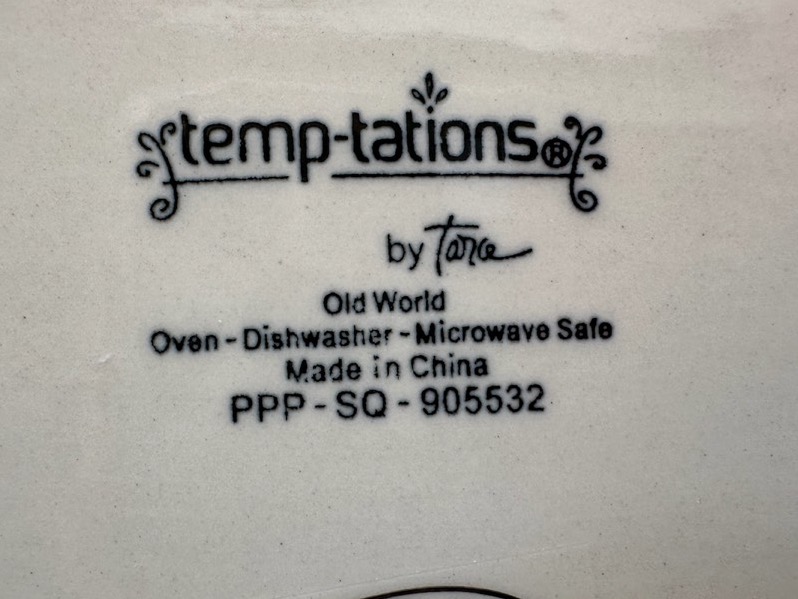 temp-tations®
by Tara
Old World
Oven - Dishwasher - Microwave Safe
Made in China
PPP - SQ - 905532